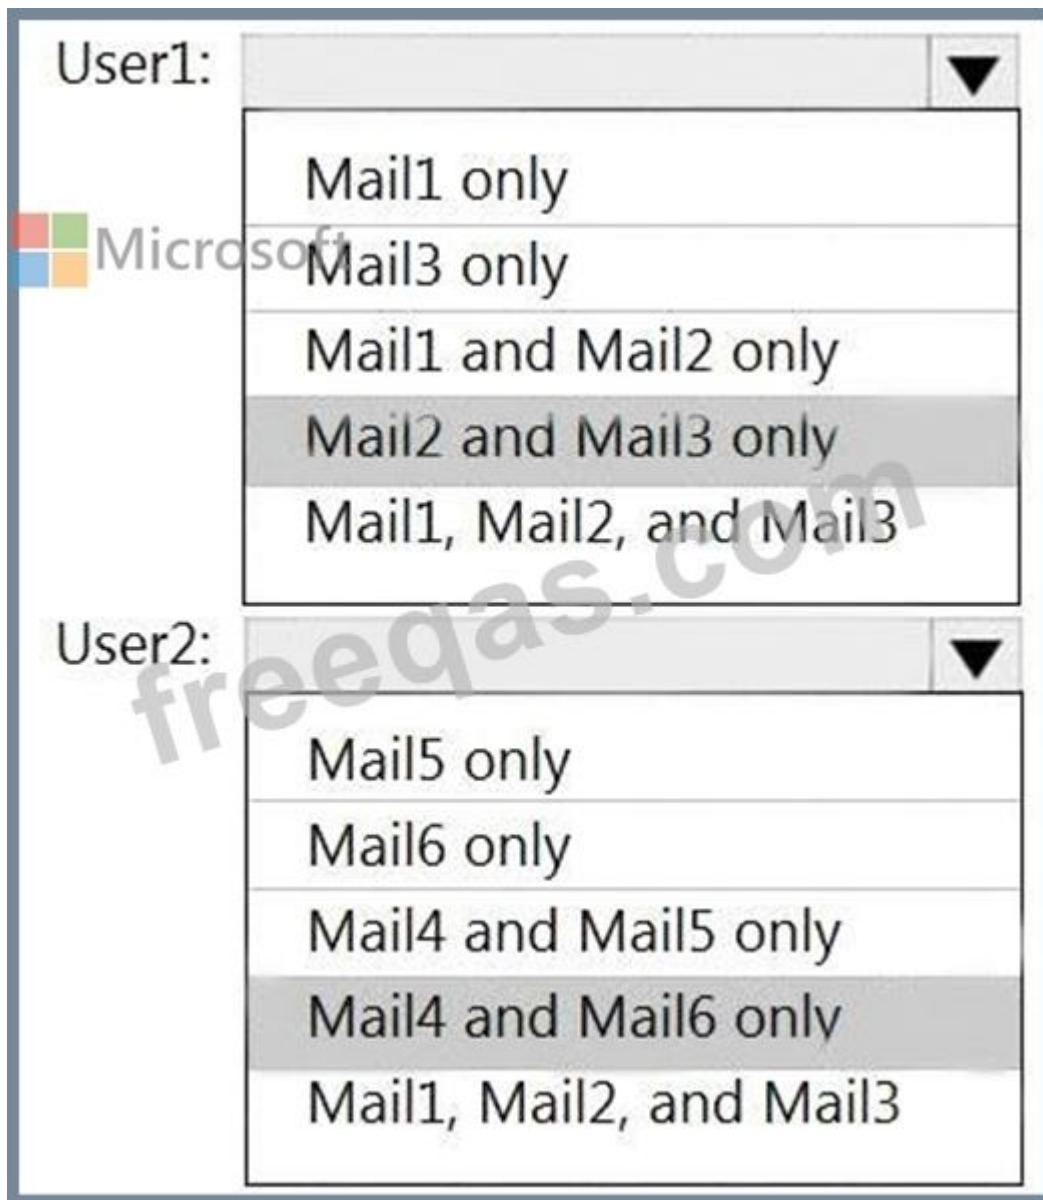 User1:
Mail1 only
Microsoft
Mail3 only
Mail1 and Mail2 only
Mail2 and Mail3 only
Mail1, Mail2, and Mail3
freeqas.com
User2:
Mail5 only
Mail6 only
Mail4 and Mail5 only
Mail4 and Mail6 only
Mail1, Mail2, and Mail3